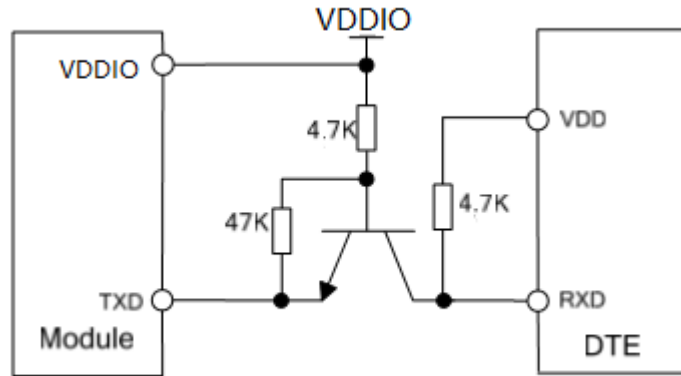 VDDIO
VDDIO
4.7K
VDD
47K
4.7K
TXD
RXD
Module
DTE